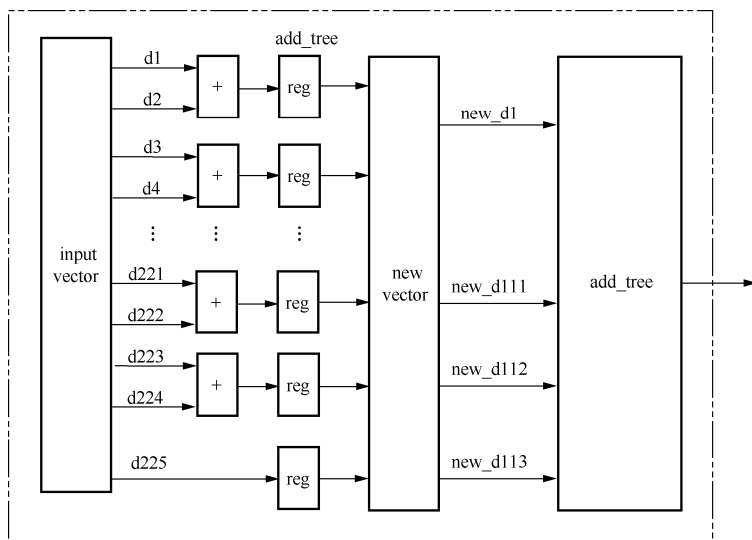 add_tree
d1
+
reg
d2
new_d1
d3
+
reg
d4
⋮
⋮
⋮
input
vector
new
vector
add_tree
d221
+
reg
new_d111
d222
d223
+
reg
new_d112
d224
d225
reg
new_d113